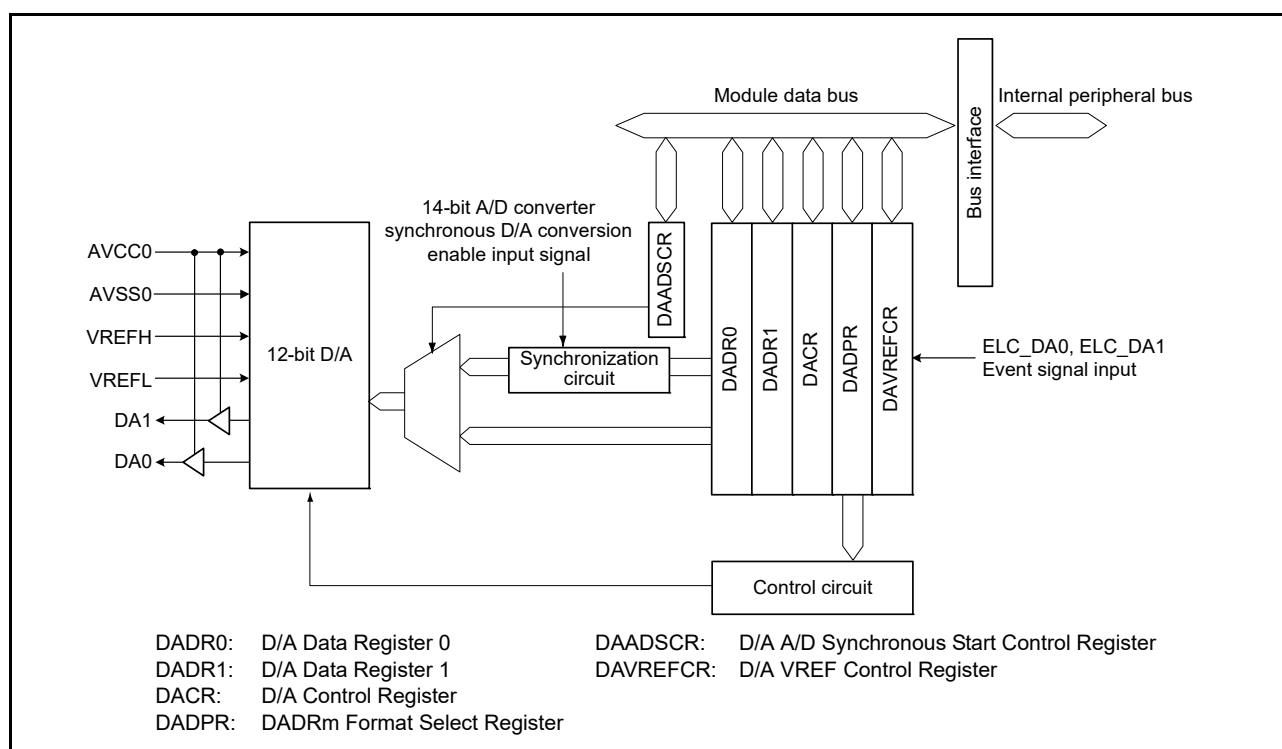 Module data bus
Internal peripheral bus
Bus interface
14-bit A/D converter
synchronous D/A conversion
enable input signal
DAADSCR
AVCC0
AVSS0
VREFH
VREFL
DA1
DA0
12-bit D/A
Synchronization
circuit
DADR0
DADR1
DACR
DADPR
DAVREFCR
ELC_DA0, ELC_DA1
Event signal input
Control circuit
DADR0: D/A Data Register 0
DADR1: D/A Data Register 1
DACR: D/A Control Register
DADPR: DADRm Format Select Register
DAADSCR: D/A A/D Synchronous Start Control Register
DAVREFCR: D/A VREF Control Register